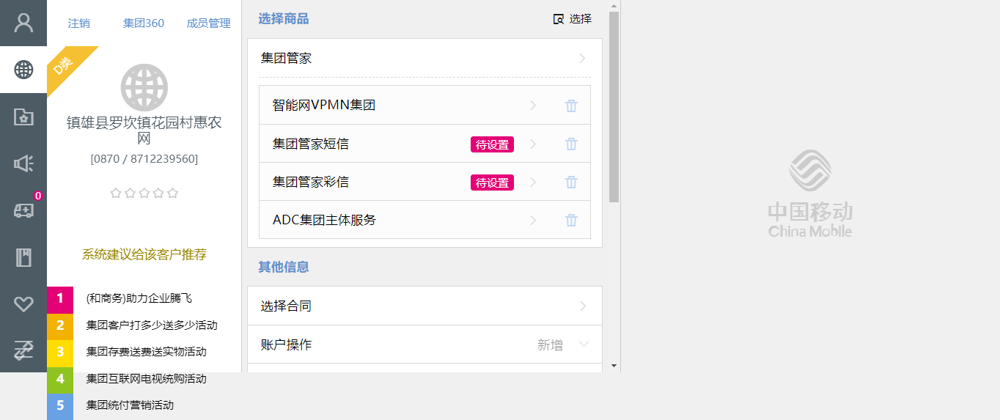 注销
集团360
成员管理
D类
镇雄县罗坎镇花园村惠农
网
[0870 / 8712239560]
0
系统建议给该客户推荐
1 (和商务)助力企业腾飞
2 集团客户打多少送多少活动
3 集团存费送费送实物活动
4 集团互联网电视统购活动
5 集团统付营销活动
选择商品
选择
集团管家
智能网VPMN集团
集团管家短信 待设置
集团管家彩信 待设置
ADC集团主体服务
其他信息
选择合同
账户操作 新增
中国移动
China Mobile